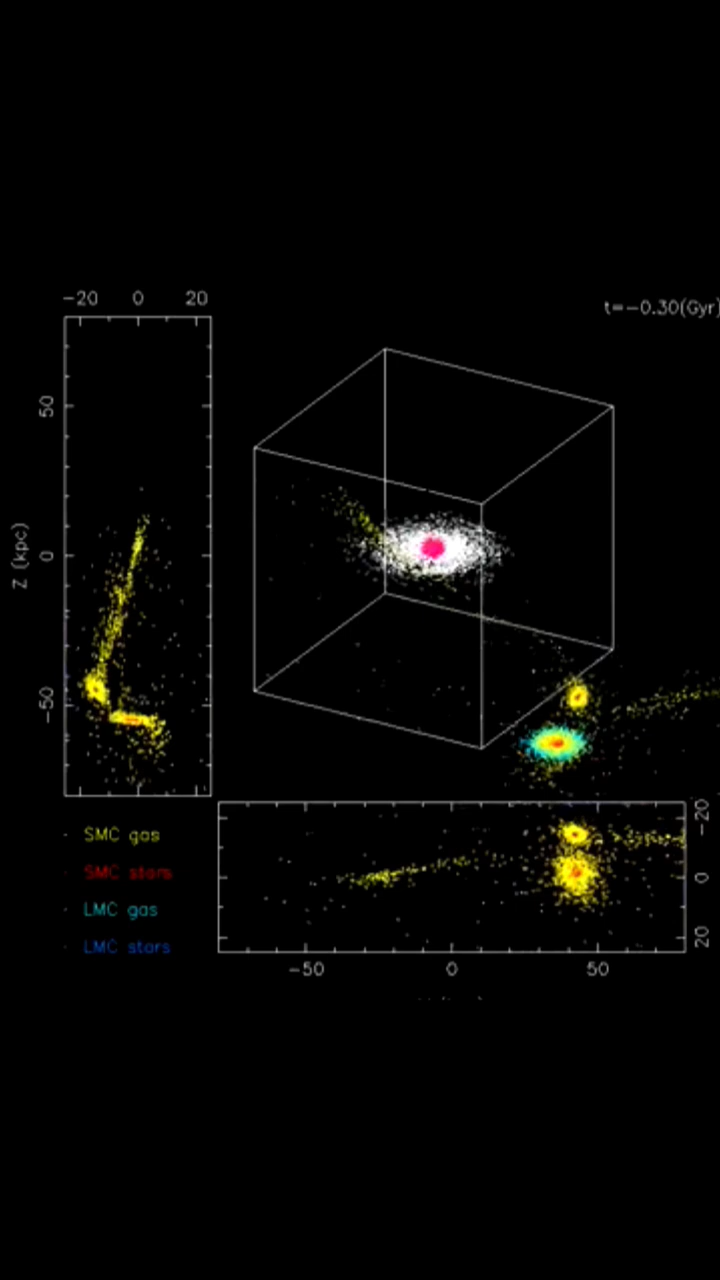 −20 0 20
t=−0.30(Gyr)
50
Z (kpc)
0
−50
−20
SMC gas
SMC stars
0
LMC gas
20
LMC stars
−50 0 50